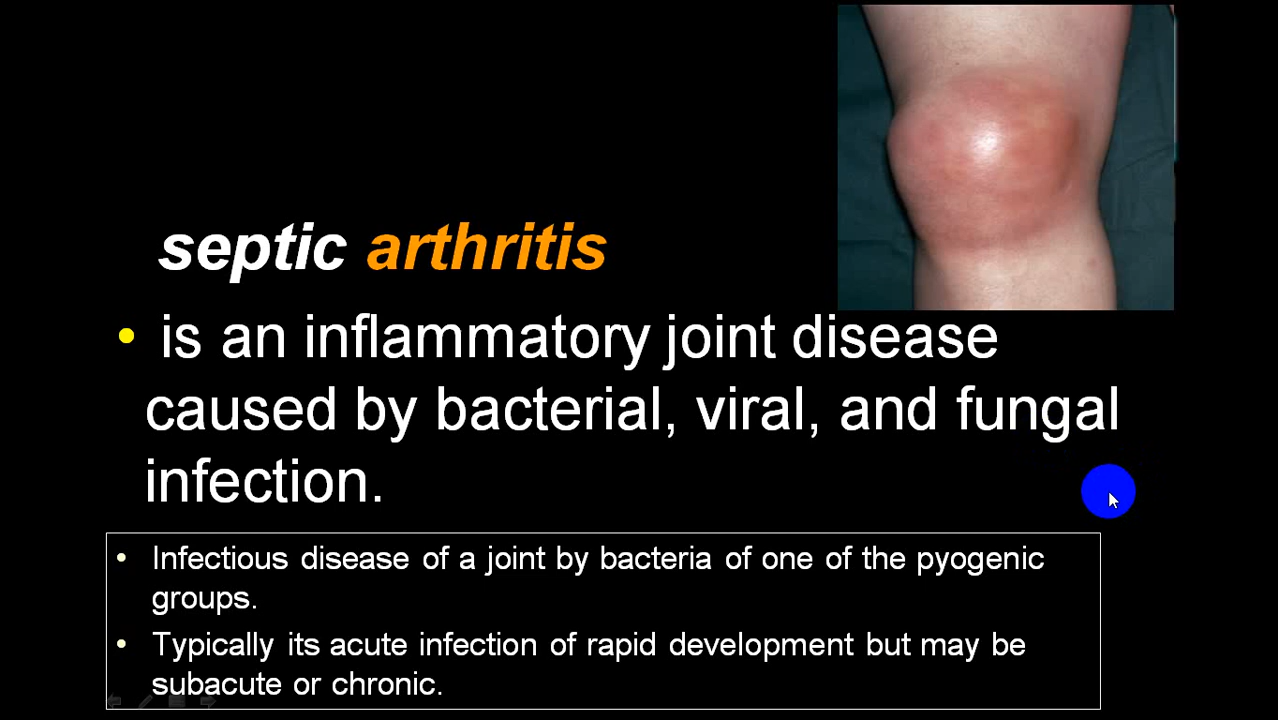 septic arthritis
• is an inflammatory joint disease
caused by bacterial, viral, and fungal
infection.
• Infectious disease of a joint by bacteria of one of the pyogenic
groups.
• Typically its acute infection of rapid development but may be
subacute or chronic.